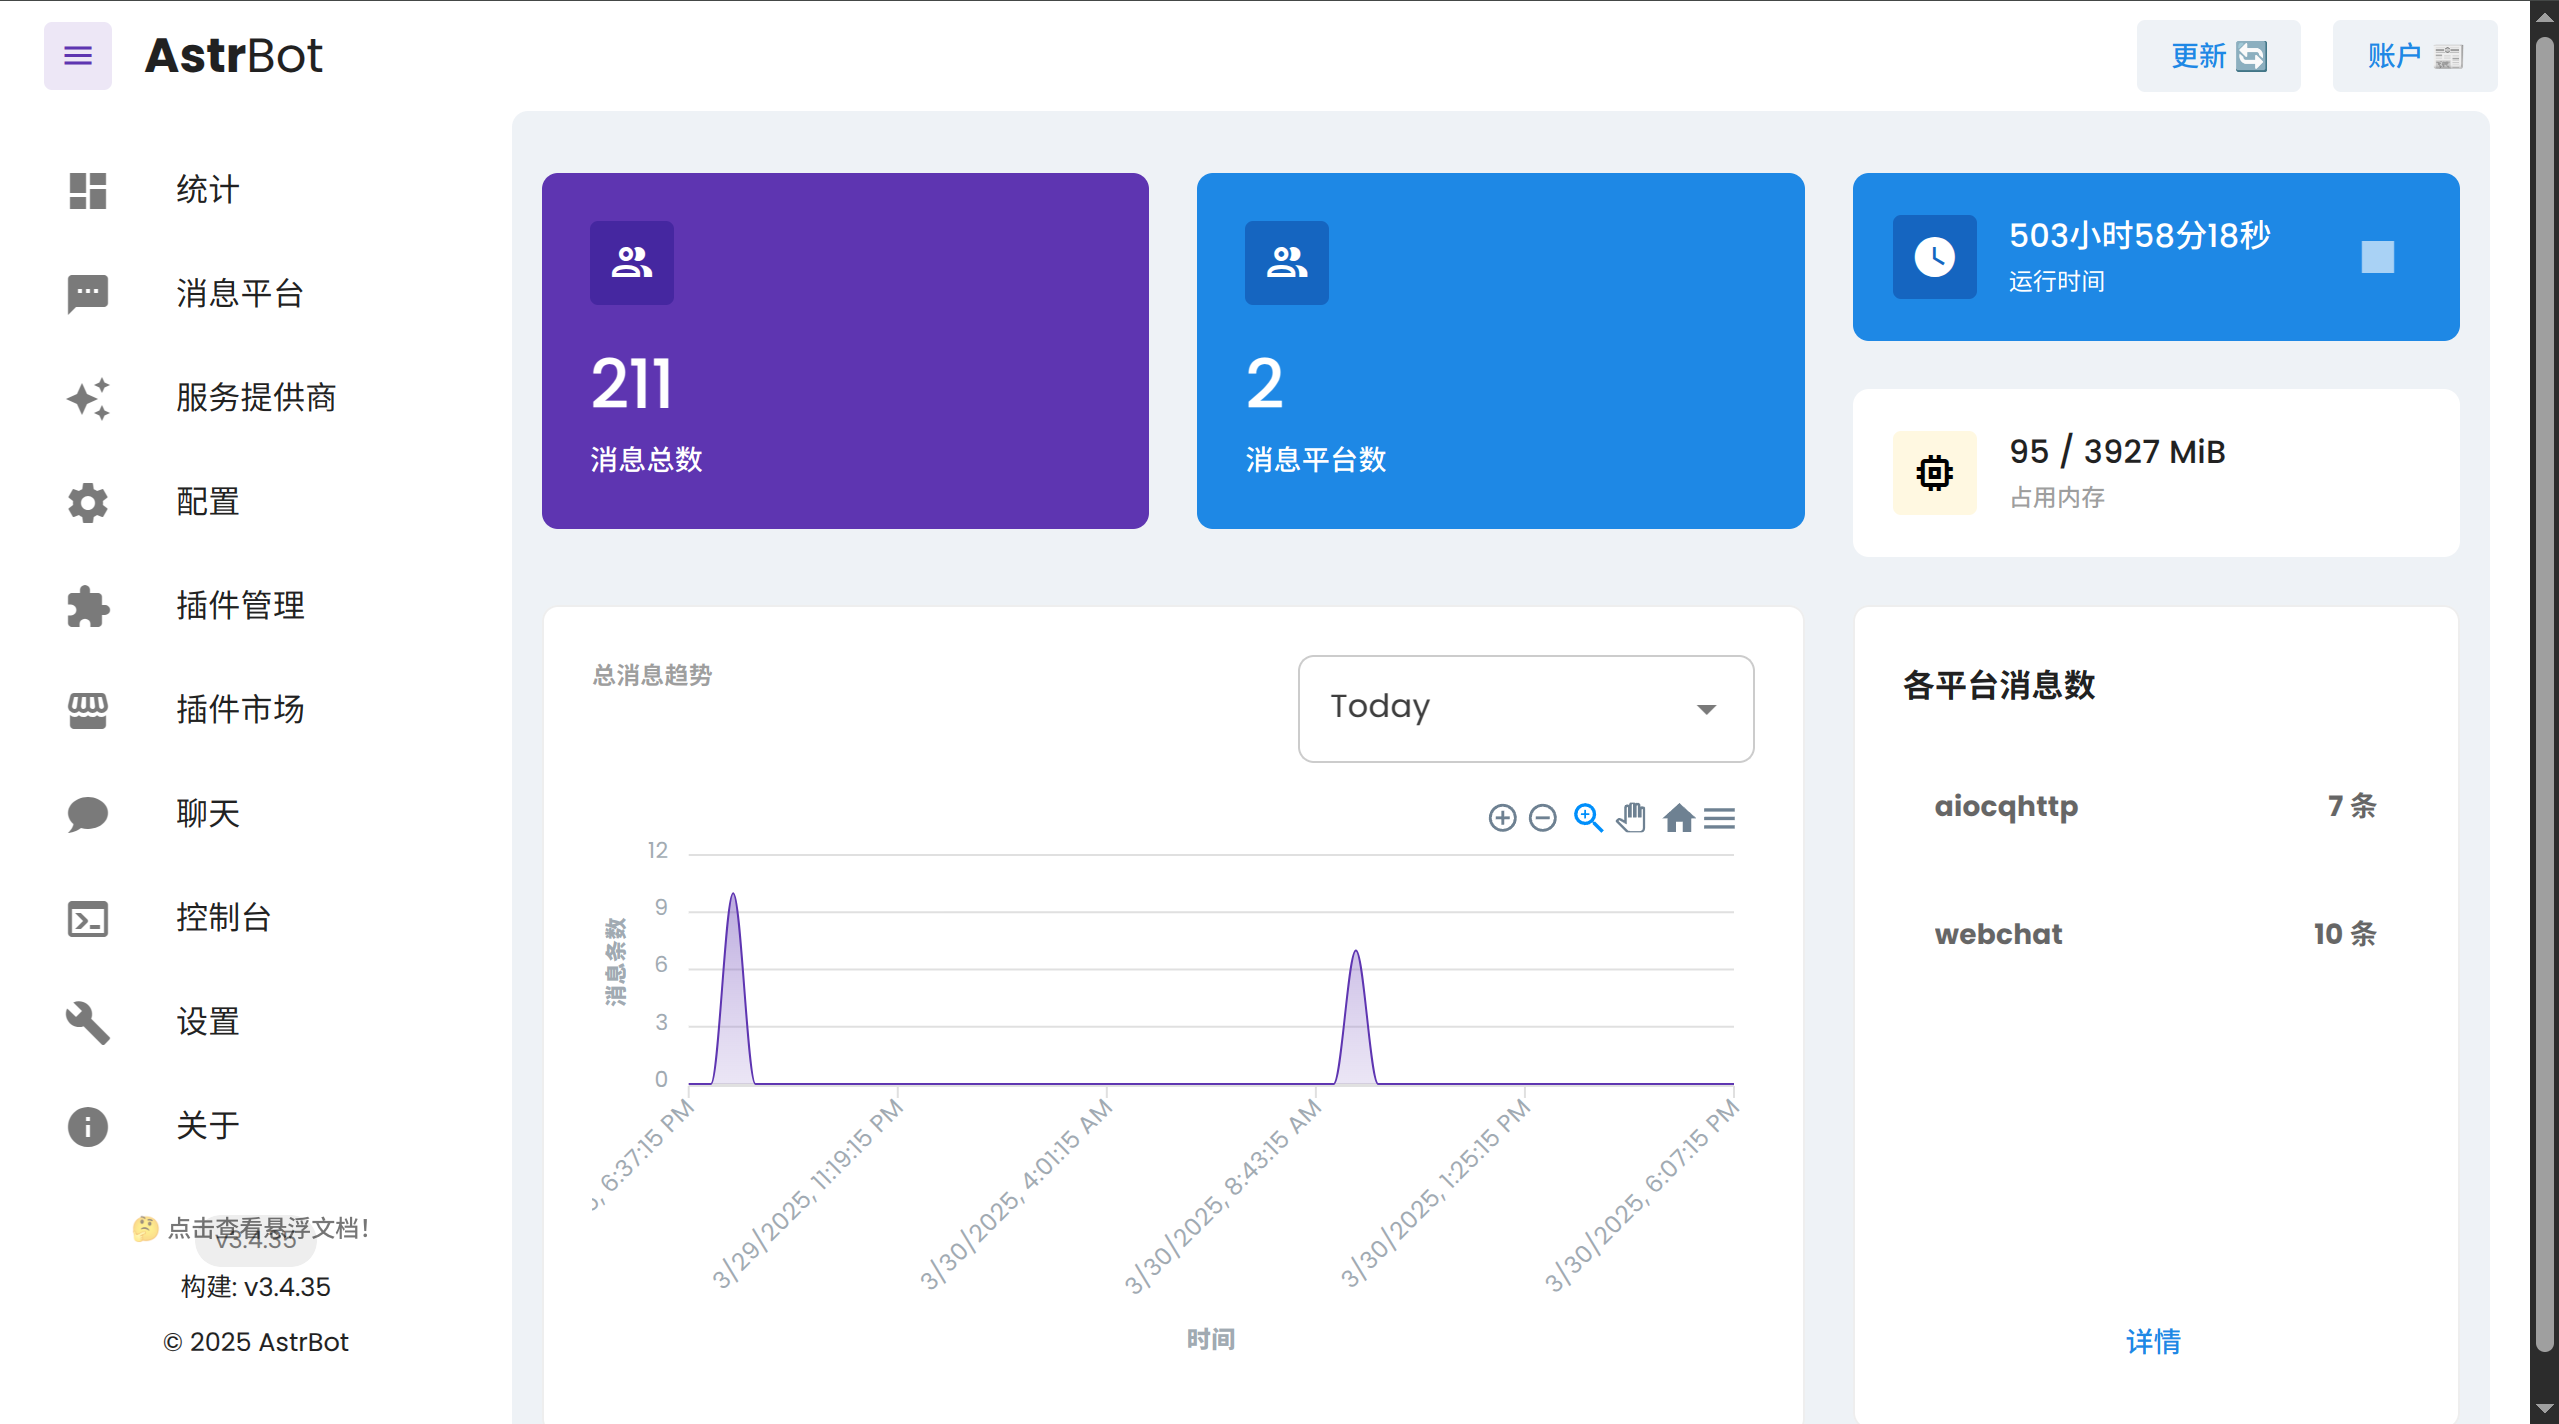 AstrBot
更新 🔄
账户 📰
统计
消息平台
服务提供商
配置
插件管理
插件市场
聊天
控制台
设置
关于
🤔 点击查看悬浮文档！
v3.4.35
构建: v3.4.35
© 2025 AstrBot
211
消息总数
2
消息平台数
503小时58分18秒
运行时间
95 / 3927 MiB
占用内存
总消息趋势
Today
12
9
6
3
0
消息条数
5, 6:37:15 PM
3/29/2025, 11:19:15 PM
3/30/2025, 4:01:15 AM
3/30/2025, 8:43:15 AM
3/30/2025, 1:25:15 PM
3/30/2025, 6:07:15 PM
时间
各平台消息数
aiocqhttp 7 条
webchat 10 条
详情